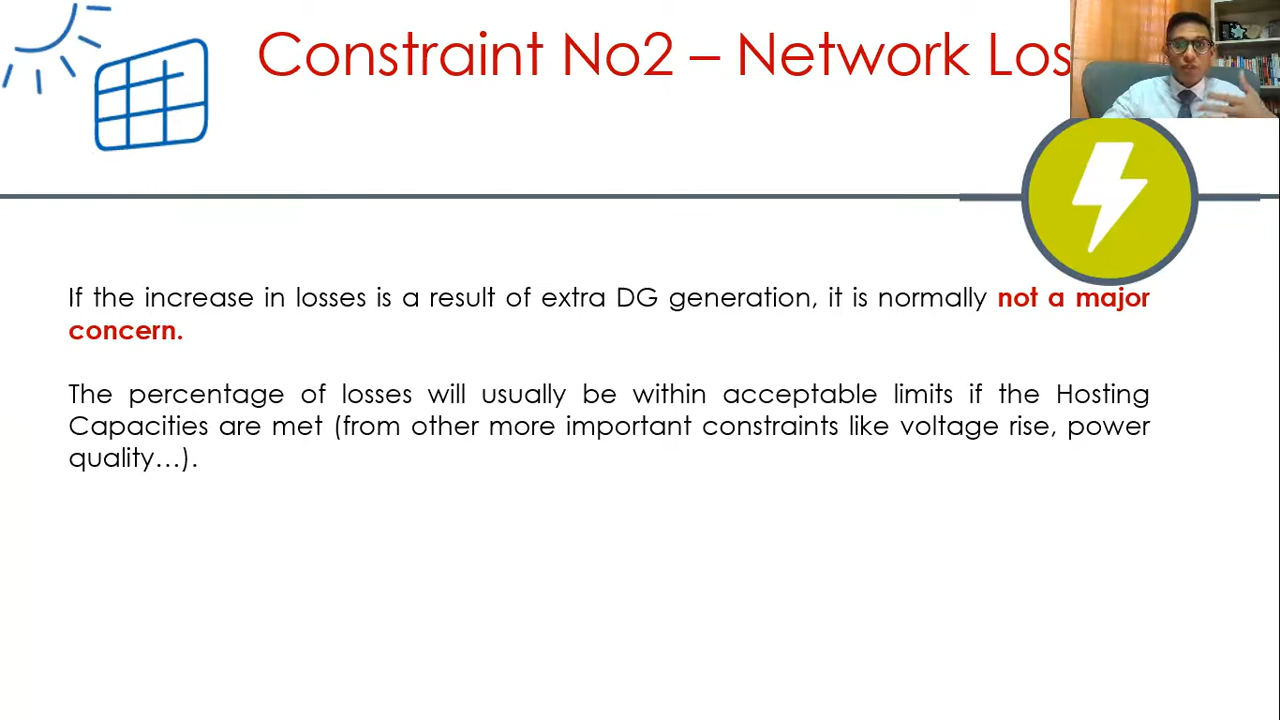 Constraint No2 – Network Los
If the increase in losses is a result of extra DG generation, it is normally not a major
concern.
The percentage of losses will usually be within acceptable limits if the Hosting
Capacities are met (from other more important constraints like voltage rise, power
quality…).